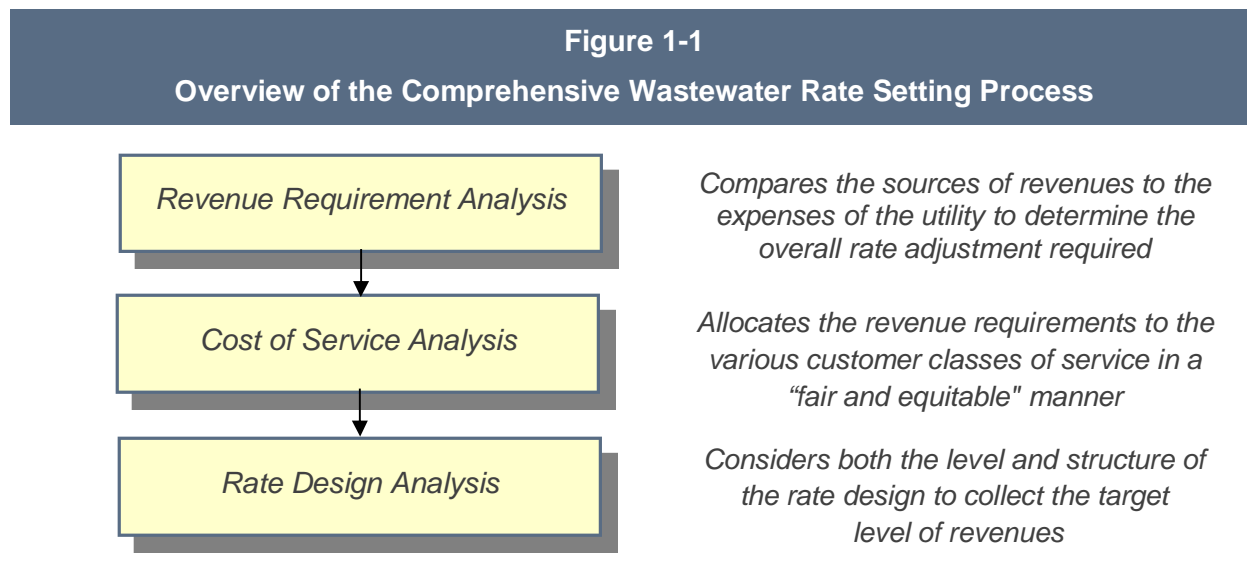 Figure 1-1
Overview of the Comprehensive Wastewater Rate Setting Process
Revenue Requirement Analysis
Compares the sources of revenues to the
expenses of the utility to determine the
overall rate adjustment required
Cost of Service Analysis
Allocates the revenue requirements to the
various customer classes of service in a
“fair and equitable" manner
Rate Design Analysis
Considers both the level and structure of
the rate design to collect the target
level of revenues